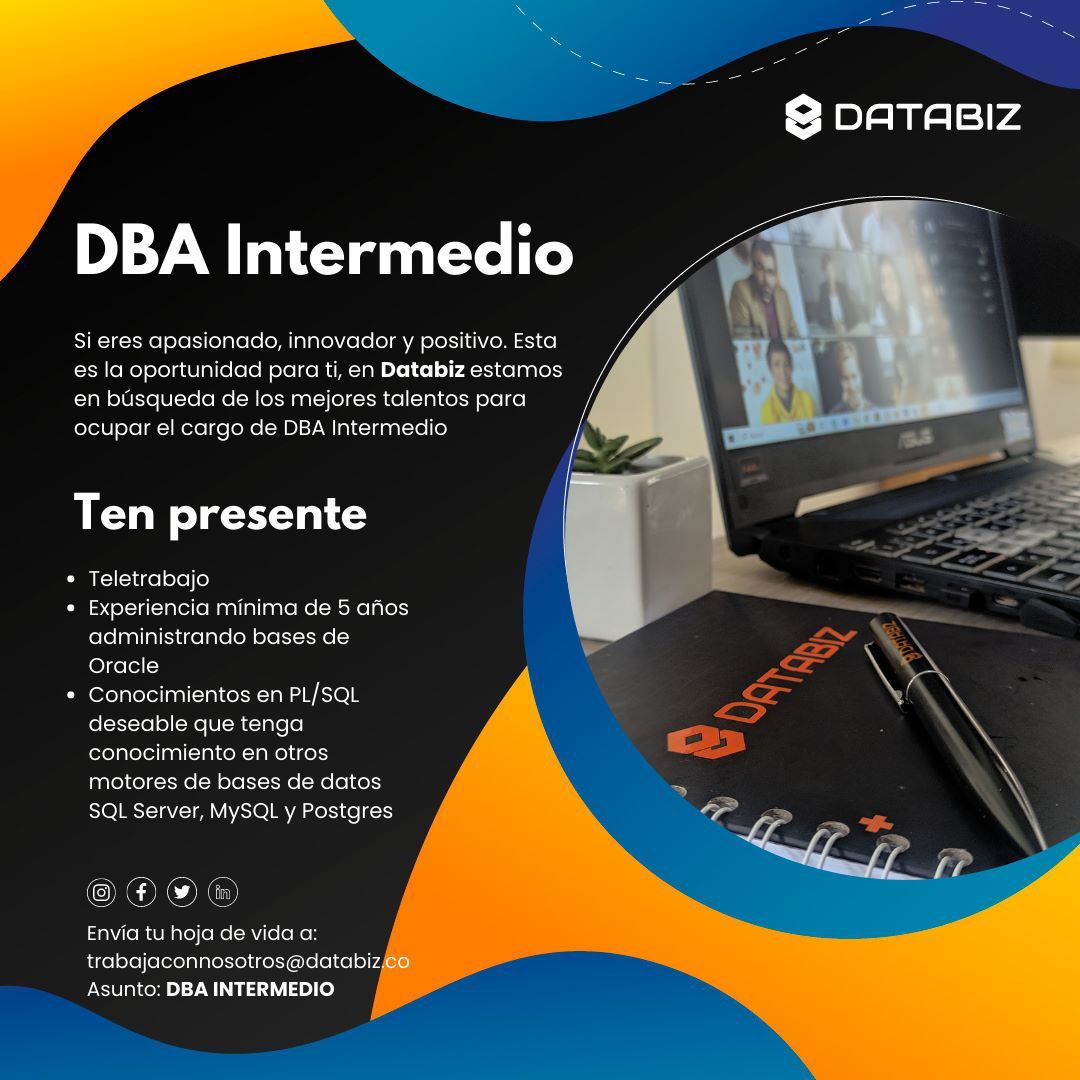 DATABIZ
DBA Intermedio
Si eres apasionado, innovador y positivo. Esta
es la oportunidad para ti, en Databiz estamos
en búsqueda de los mejores talentos para
ocupar el cargo de DBA Intermedio
Ten presente
• Teletrabajo
• Experiencia mínima de 5 años
administrando bases de
Oracle
• Conocimientos en PL/SQL
deseable que tenga
conocimiento en otros
motores de bases de datos
SQL Server, MySQL y Postgres
Envía tu hoja de vida a:
trabajaconnosotros@databiz.co
Asunto: DBA INTERMEDIO
ASUS
DATABIZ
DATABIZ